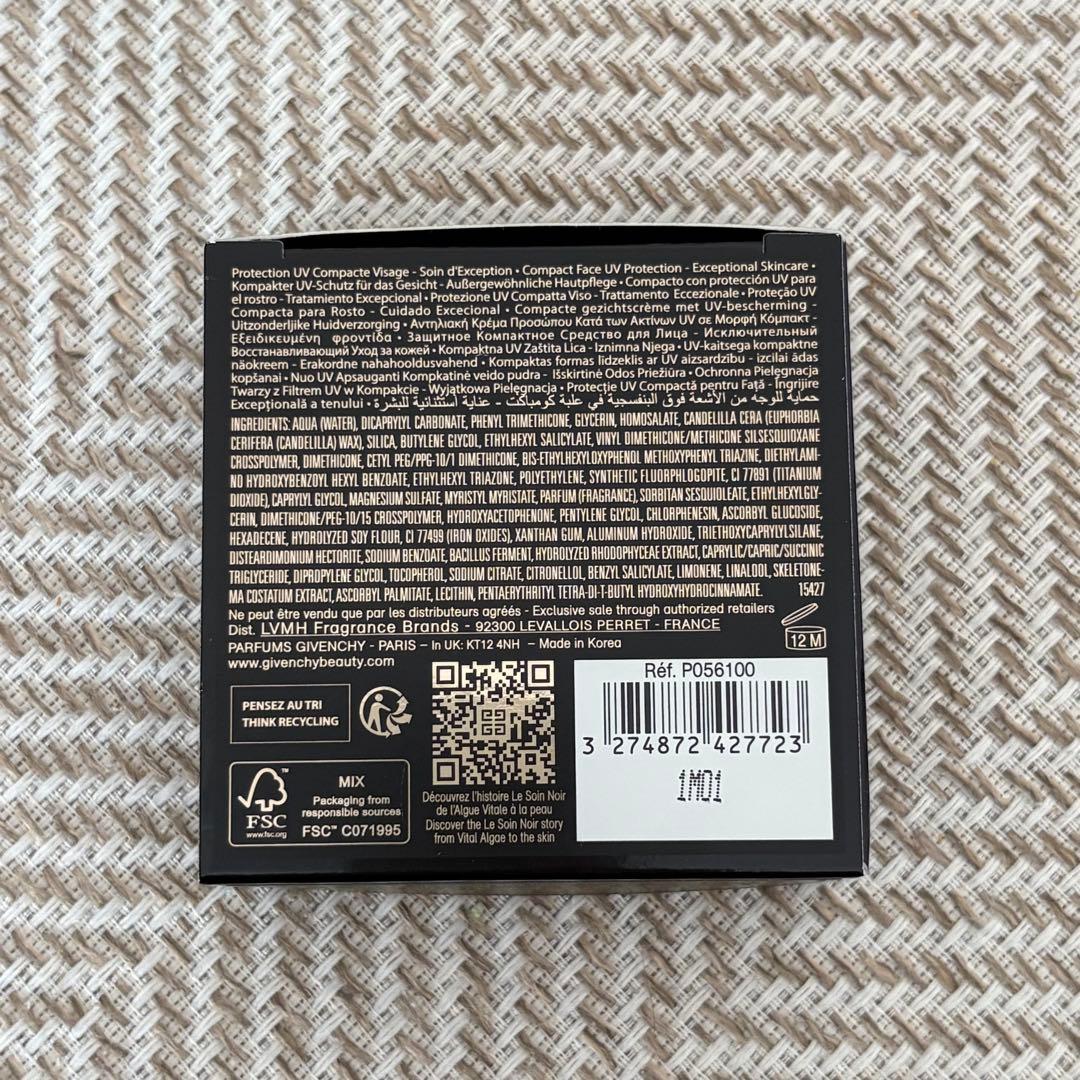 Protection UV Compacte Visage - Soin d'Exception • Compact Face UV Protection - Exceptional Skincare •
Kompakter UV-Schutz für das Gesicht - Außergewöhnliche Hautpflege • Compacto con protección UV para
el rostro - Tratamiento Excepcional • Protezione UV Compatta Viso - Trattamento Eccezionale • Proteção UV
Compacta para Rosto - Cuidado Excecional • Compacte gezichtscrème met UV-bescherming -
Uitzonderlijke Huidverzorging • Αντηλιακή Κρέμα Προσώπου Κατά των Ακτίνων UV σε Μορφή Κόμπακτ -
Εξειδικευμένη φροντίδα • Защитное Компактное Средство для Лица - Исключительный
Восстанавливающий Уход за кожей • Kompaktna UV Zaštita Lica - Iznimna Njega • UV-kaitsega kompaktne
näokreem - Erakordne nahahooldusvahend • Kompaktas formas līdzeklis ar UV aizsardzību - izcilai ādas
kopšanai • Nuo UV Apsauganti Kompkatinė veido pudra - Išskirtinė Odos Priežiūra • Ochronna Pielęgnacja
Twarzy z Filtrem UV w Kompakcie - Wyjątkowa Pielęgnacja • Protecție UV Compactă pentru Față - Îngrijire
Excepțională a tenului • حماية للوجه من الأشعة فوق البنفسجية في علبة كومباكت - عناية استثنائية للبشرة •
INGREDIENTS: AQUA (WATER), DICAPRYLYL CARBONATE, PHENYL TRIMETHICONE, GLYCERIN, HOMOSALATE, CANDELILLA CERA (EUPHORBIA
CERIFERA (CANDELILLA) WAX), SILICA, BUTYLENE GLYCOL, ETHYLHEXYL SALICYLATE, VINYL DIMETHICONE/METHICONE SILSESQUIOXANE
CROSSPOLYMER, DIMETHICONE, CETYL PEG/PPG-10/1 DIMETHICONE, BIS-ETHYLHEXYLOXYPHENOL METHOXYPHENYL TRIAZINE, DIETHYLAMI-
NO HYDROXYBENZOYL HEXYL BENZOATE, ETHYLHEXYL TRIAZONE, POLYETHYLENE, SYNTHETIC FLUORPHLOGOPITE, CI 77891 (TITANIUM
DIOXIDE), CAPRYLYL GLYCOL, MAGNESIUM SULFATE, MYRISTYL MYRISTATE, PARFUM (FRAGRANCE), SORBITAN SESQUIOLEATE, ETHYLHEXYLGLY-
CERIN, DIMETHICONE/PEG-10/15 CROSSPOLYMER, HYDROXYACETOPHENONE, PENTYLENE GLYCOL, CHLORPHENESIN, ASCORBYL GLUCOSIDE,
HEXADECENE, HYDROLYZED SOY FLOUR, CI 77499 (IRON OXIDES), XANTHAN GUM, ALUMINUM HYDROXIDE, TRIETHOXYCAPRYLYLSILANE,
DISTEARDIMONIUM HECTORITE, SODIUM BENZOATE, BACILLUS FERMENT, HYDROLYZED RHODOPHYCEAE EXTRACT, CAPRYLIC/CAPRIC/SUCCINIC
TRIGLYCERIDE, DIPROPYLENE GLYCOL, TOCOPHEROL, SODIUM CITRATE, CITRONELLOL, BENZYL SALICYLATE, LIMONENE, LINALOOL, SKELETONE-
MA COSTATUM EXTRACT, ASCORBYL PALMITATE, LECITHIN, PENTAERYTHRITYL TETRA-DI-T-BUTYL HYDROXYHYDROCINNAMATE. 15427
Ne peut être vendu que par les distributeurs agréés - Exclusive sale through authorized retailers
Dist. LVMH Fragrance Brands - 92300 LEVALLOIS PERRET - FRANCE
PARFUMS GIVENCHY - PARIS – In UK: KT12 4NH – Made in Korea
www.givenchybeauty.com
12 M
PENSEZ AU TRI
THINK RECYCLING
FSC™
www.fsc.org
MIX
Packaging from
responsible sources
FSC™ C071995
Découvrez l'histoire Le Soin Noir
de l'Algue Vitale à la peau
Discover the Le Soin Noir story
from Vital Algae to the skin
Réf. P056100
3 274872 427723
1M01